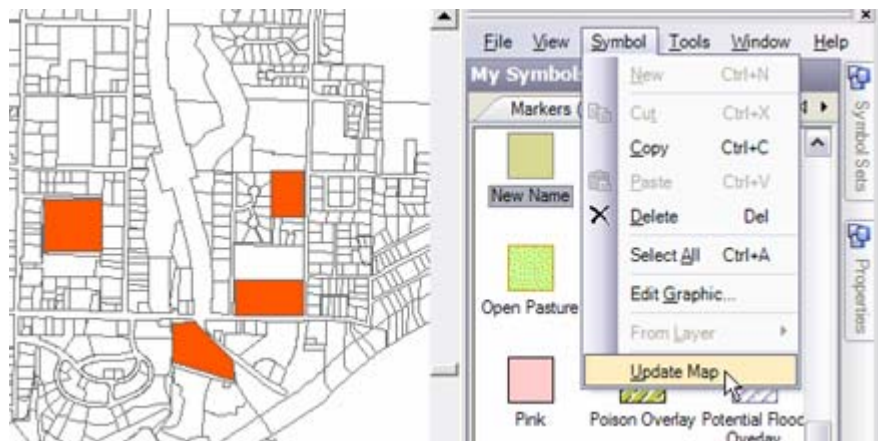 File View Symbol Tools Window Help
My Symbol
Markers (
New Ctrl+N
Cut Ctrl+X
Copy Ctrl+C
Paste Ctrl+V
Delete Del
Select All Ctrl+A
Edit Graphic...
From Layer
Update Map
New Name
Open Pasture
Pink
Poison Overlay
Potential Flood
Overlay
Symbol Sets
Properties